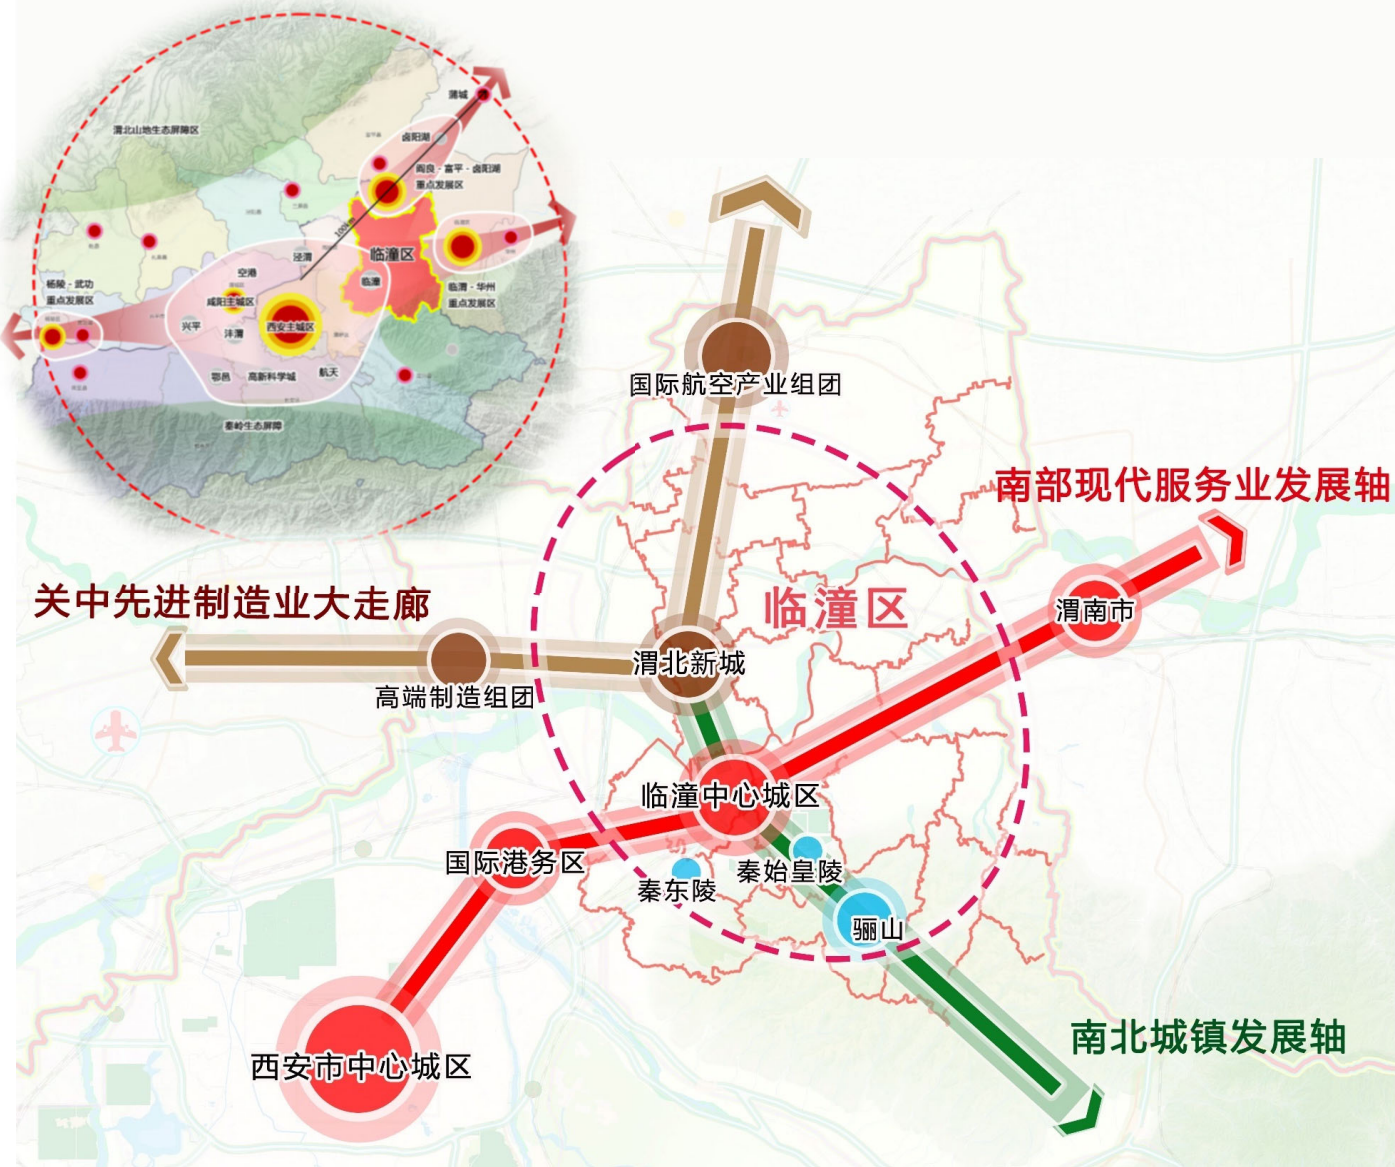 蒲城
卤阳湖
渭北山地生态屏障区
阎良·富平·卤阳湖
重点发展区
100km
临潼区
泾渭
空港
临潼
杨陵·武功
重点发展区
咸阳主城区
临渭·华州
重点发展区
兴平
沣渭
西安主城区
鄠邑
高新科学城
航天
秦岭生态屏障
国际航空产业组团
南部现代服务业发展轴
关中先进制造业大走廊
临潼区
渭南市
渭北新城
高端制造组团
临潼中心城区
国际港务区
秦始皇陵
秦东陵
骊山
南北城镇发展轴
西安市中心城区